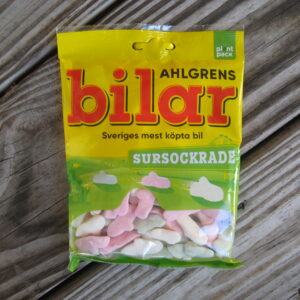 plant
pack
AHLGRENS
bilar
Sveriges mest köpta bil
SURSOCKRADE